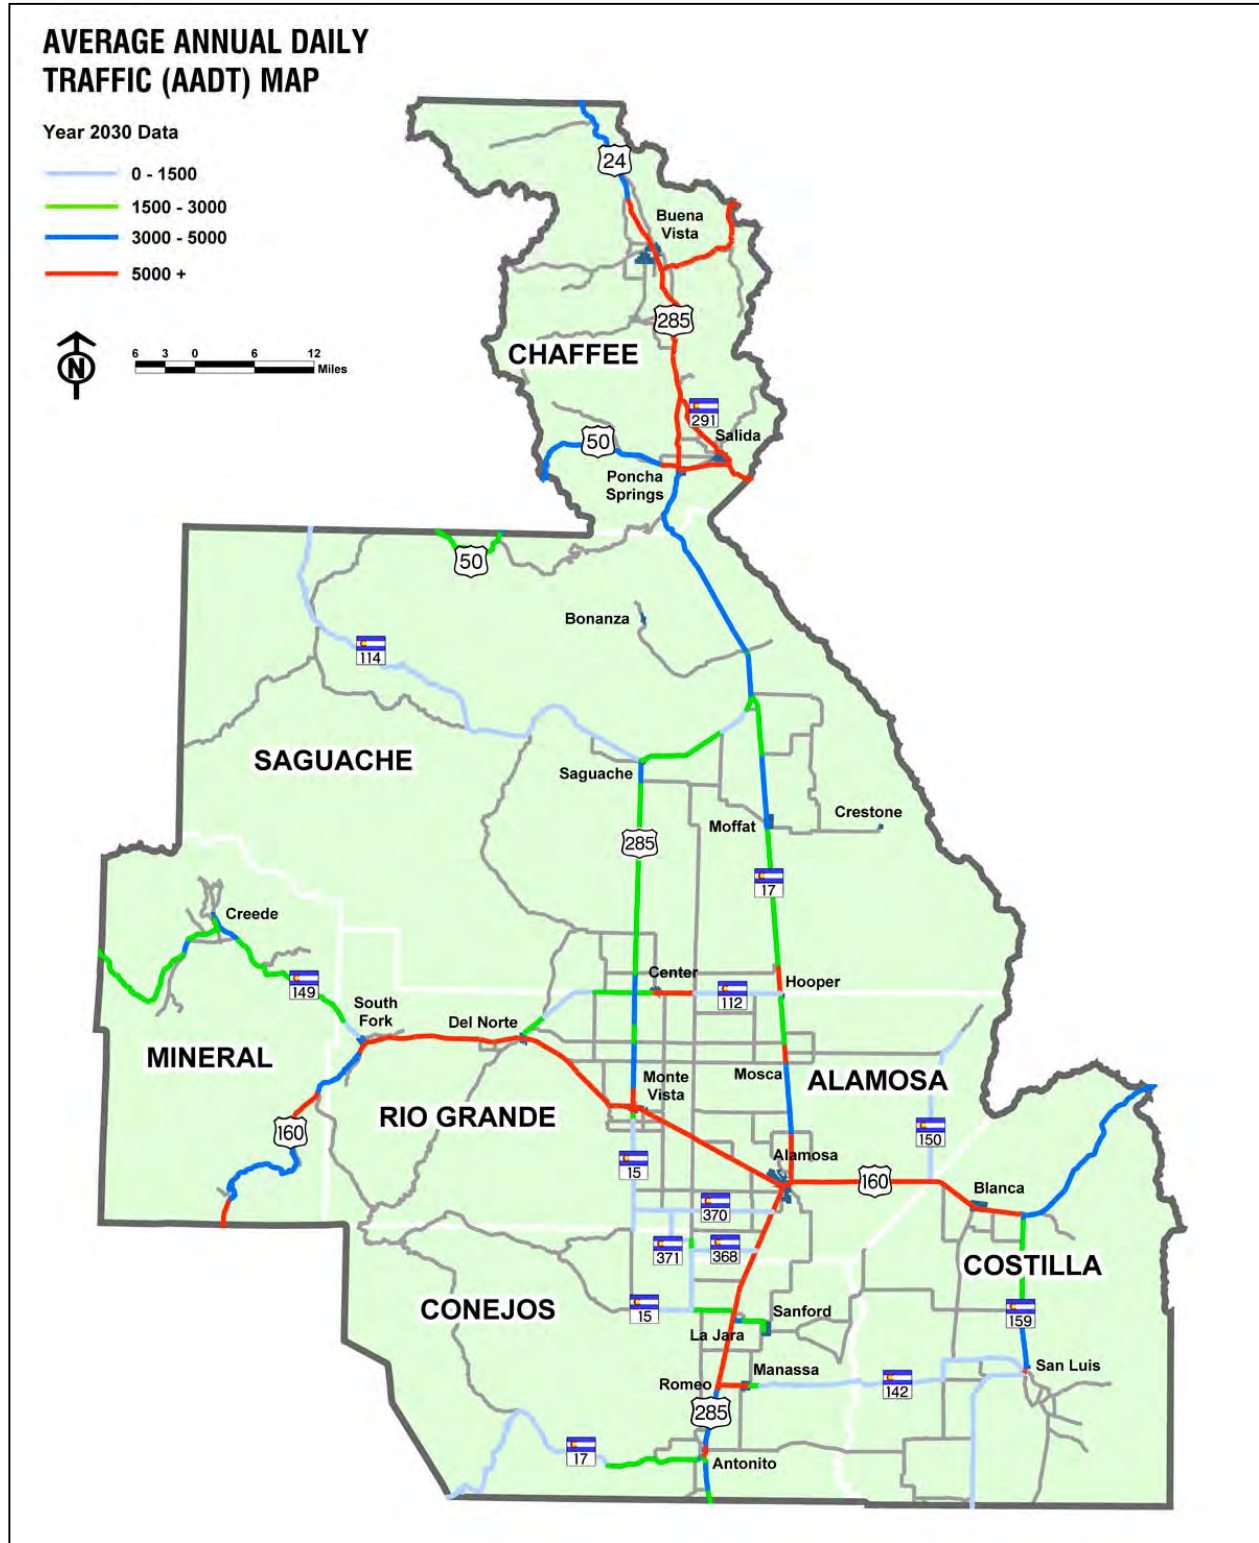 AVERAGE ANNUAL DAILY
TRAFFIC (AADT) MAP
Year 2030 Data
0 - 1500
1500 - 3000
3000 - 5000
5000 +
N
6 3 0 6 12
Miles
24
Buena
Vista
285
CHAFFEE
291
50
Salida
Poncha
Springs
50
Bonanza
114
SAGUACHE
Saguache
Moffat
Crestone
285
17
Creede
Center
Hooper
149
112
South
Fork
Del Norte
MINERAL
Mosca
ALAMOSA
Monte
Vista
RIO GRANDE
160
150
Alamosa
15
160
Blanca
370
371
368
COSTILLA
CONEJOS
15
Sanford
159
La Jara
Manassa
San Luis
Romeo
142
285
17
Antonito